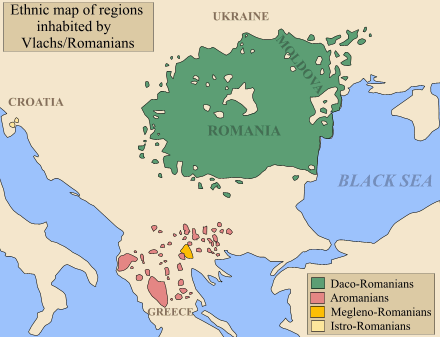 Ethnic map of regions
inhabited by
Vlachs/Romanians
UKRAINE
MOLDOVA
CROATIA
ROMANIA
BLACK SEA
GREECE
Daco-Romanians
Aromanians
Megleno-Romanians
Istro-Romanians